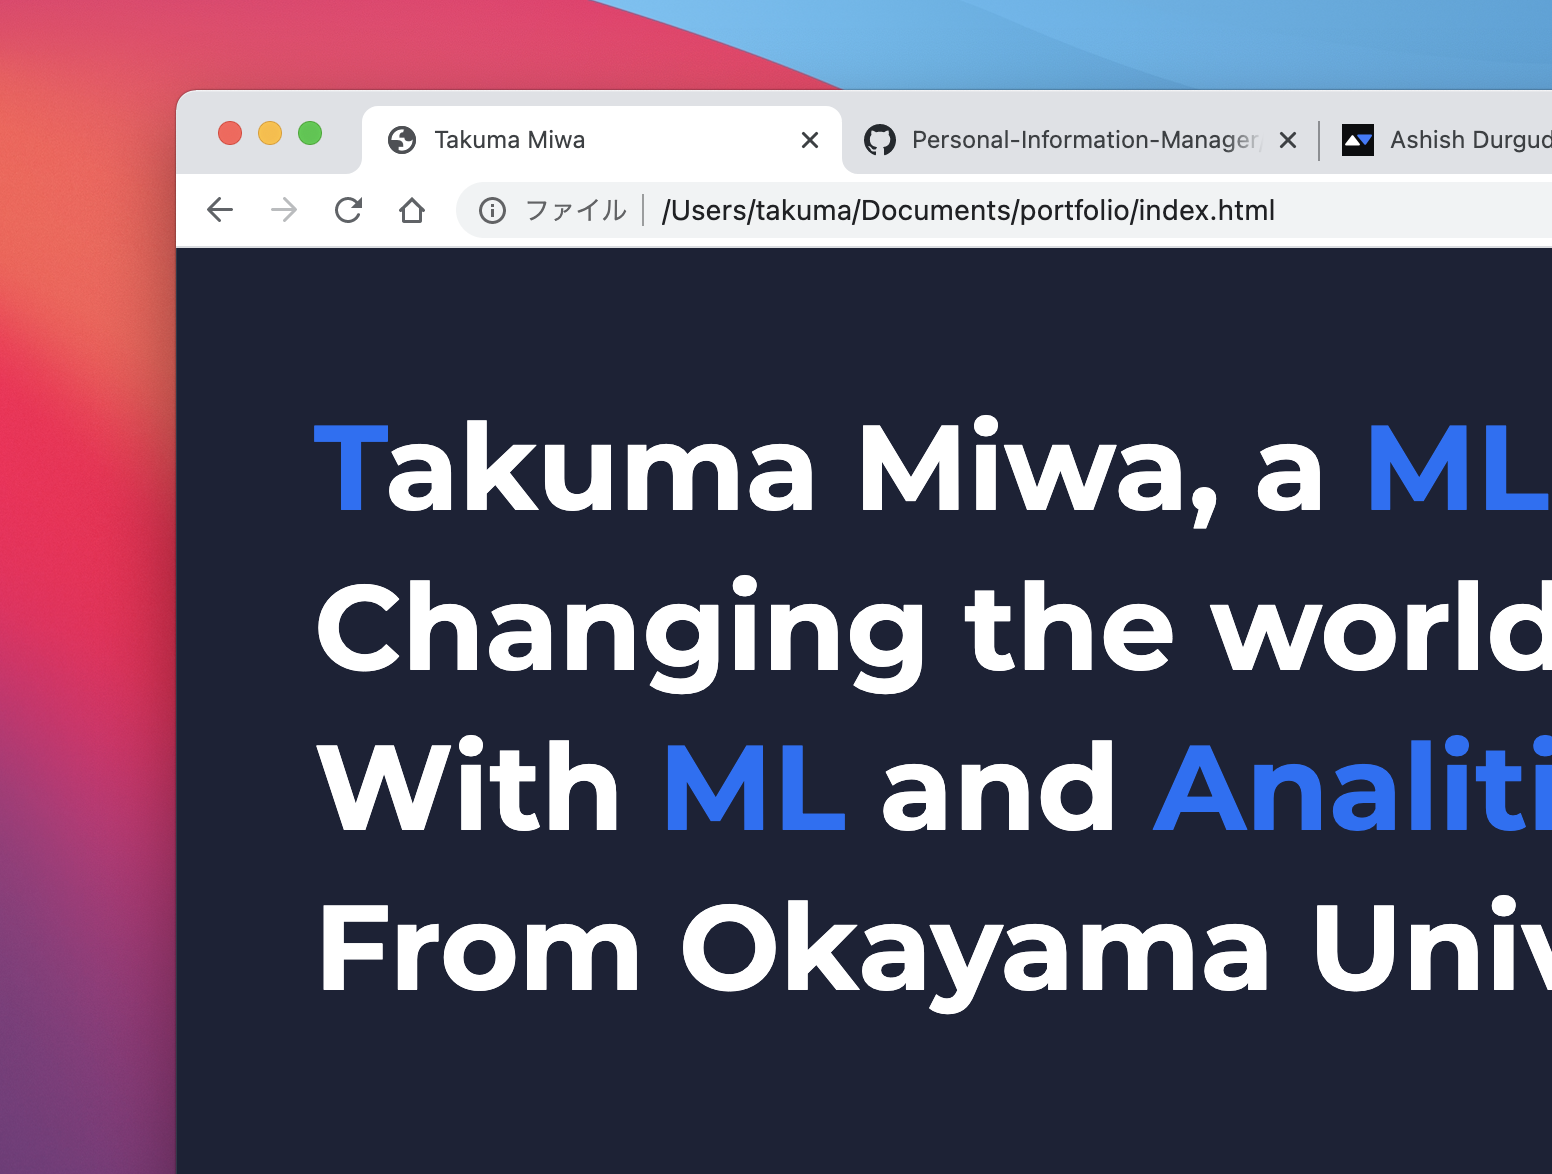 Takuma Miwa
Personal-Information-Manager/
Ashish Durgud
ファイル
/Users/takuma/Documents/portfolio/index.html
Takuma Miwa, a ML
Changing the world
With ML and Analiti
From Okayama Univ